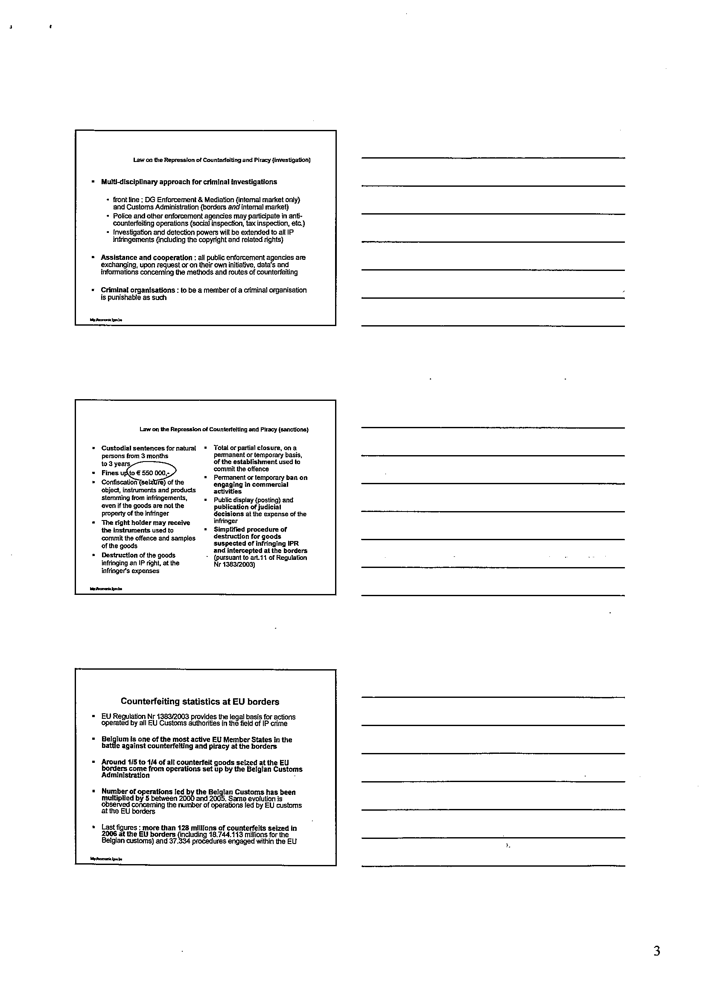 Law on the Repression of Counterfeiting and Piracy (investigation)
▪ Multi-disciplinary approach for criminal investigations
• front line : DG Enforcement & Mediation (internal market only)
and Customs Administration (borders and internal market)
• Police and other enforcement agencies may participate in anti-
counterfeiting operations (social inspection, tax inspection, etc.)
• Investigation and detection powers will be extended to all IP
infringements (including the copyright and related rights)
▪ Assistance and cooperation : all public enforcement agencies are
exchanging, upon request or on their own initiative, data's and
informations concerning the methods and routes of counterfeiting
▪ Criminal organisations : to be a member of a criminal organisation
is punishable as such
http://economie.fgov.be
Law on the Repression of Counterfeiting and Piracy (sanctions)
▪ Custodial sentences for natural
persons from 3 months
to 3 years
▪ Fines up to € 550 000,-
▪ Confiscation (seizure) of the
object, instruments and products
stemming from infringements,
even if the goods are not the
property of the infringer
▪ The right holder may receive
the instruments used to
commit the offence and samples
of the goods
▪ Destruction of the goods
infringing an IP right, at the
infringer's expenses
▪ Total or partial closure, on a
permanent or temporary basis,
of the establishment used to
commit the offence
▪ Permanent or temporary ban on
engaging in commercial
activities
▪ Public display (posting) and
publication of judicial
decisions at the expense of the
infringer
▪ Simplified procedure of
destruction for goods
suspected of infringing IPR
and intercepted at the borders
(pursuant to art.11 of Regulation
Nr 1383/2003)
http://economie.fgov.be
Counterfeiting statistics at EU borders
▪ EU Regulation Nr 1383/2003 provides the legal basis for actions
operated by all EU Customs authorities in the field of IP crime
▪ Belgium is one of the most active EU Member States in the
battle against counterfeiting and piracy at the borders
▪ Around 1/5 to 1/4 of all counterfeit goods seized at the EU
borders come from operations set up by the Belgian Customs
Administration
▪ Number of operations led by the Belgian Customs has been
multiplied by 5 between 2000 and 2005. Same evolution is
observed concerning the number of operations led by EU customs
at the EU borders
▪ Last figures : more than 128 millions of counterfeits seized in
2006 at the EU borders (including 18.744.113 millions for the
Belgian customs) and 37.334 procedures engaged within the EU
http://economie.fgov.be
3